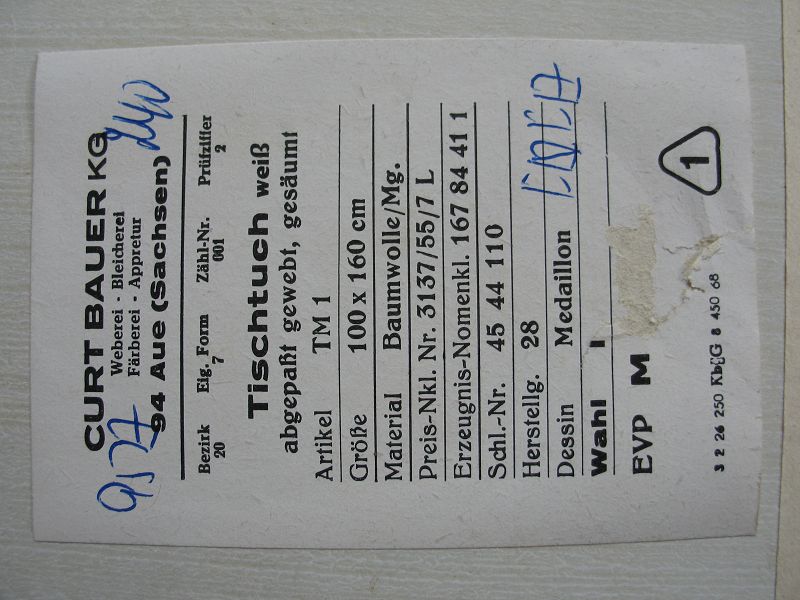 CURT BAUER KG
Weberei - Bleicherei
Färberei - Appretur
94 Aue (Sachsen)
240
Bezirk Eig. Form Zähl-Nr. Prüfziffer
20 7 001 2
Tischtuch weiß
abgepaßt gewebt, gesäumt
Artikel TM 1
Größe 100 x 160 cm
Material Baumwolle/Mg.
Preis-Nkl. Nr. 3137/55/7 L
Erzeugnis-Nomenkl. 167 84 41 1
Schl.-Nr. 45 44 110
Herstellg. 28
Dessin Medaillon
Wahl I
EVP M
1
3 2 26 250 KbG 8 450 68